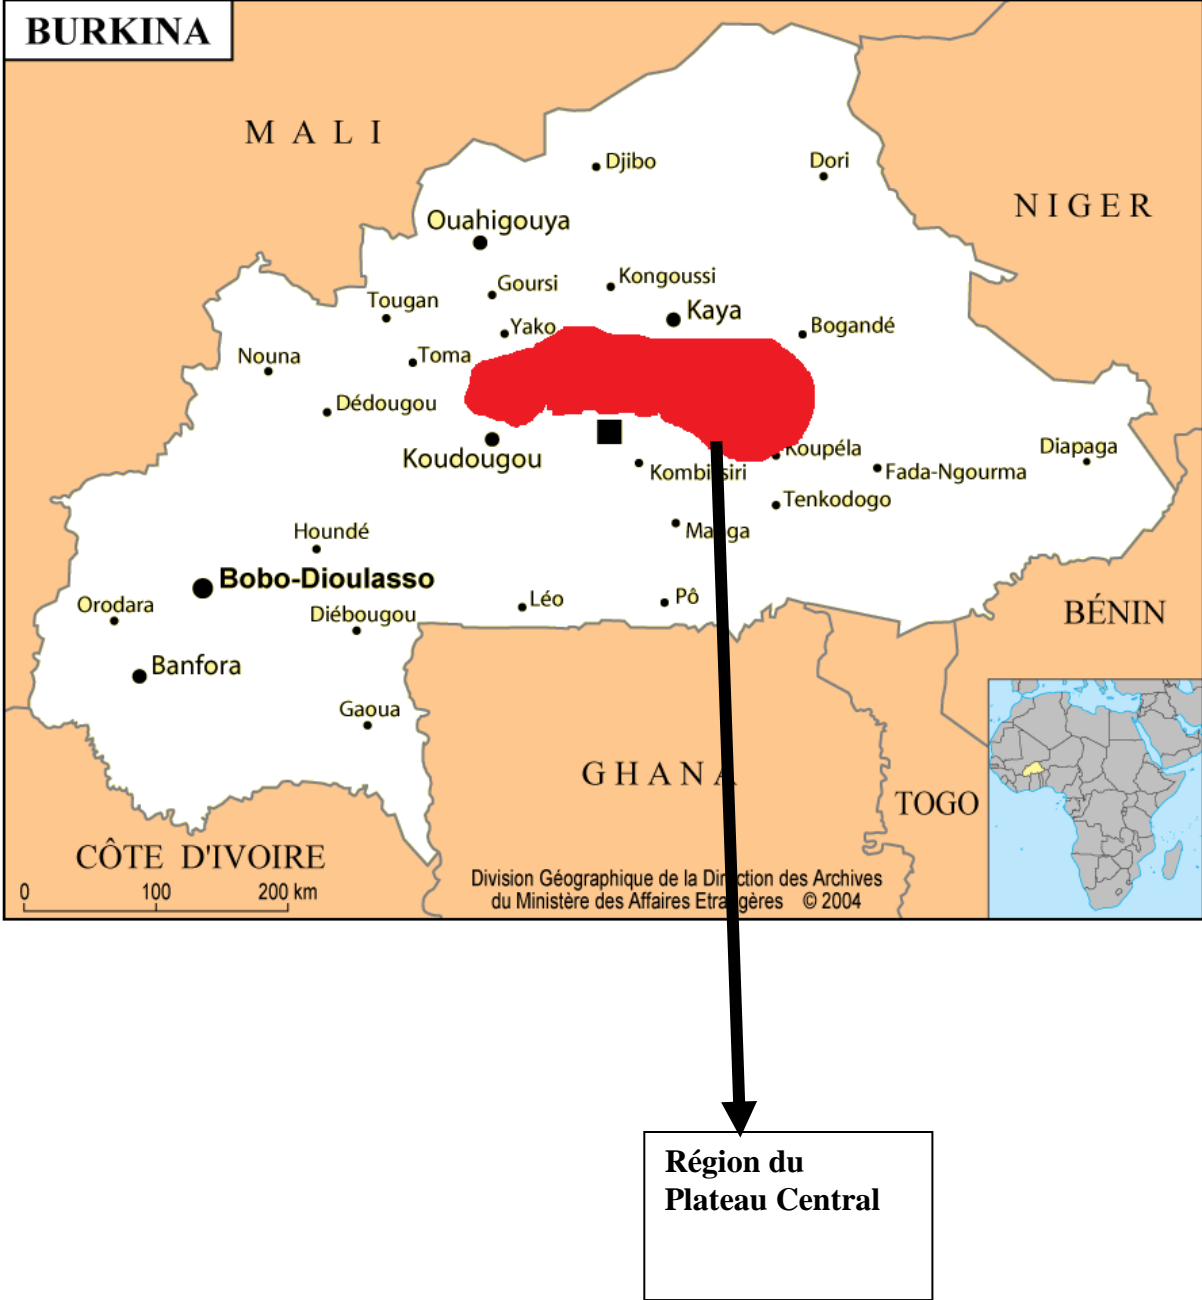 BURKINA
MALI
NIGER
Djibo
Dori
Ouahigouya
Goursi
Kongoussi
Tougan
Kaya
Yako
Bogandé
Nouna
Toma
Dédougou
Koudougou
Koupéla
Diapaga
Kombissiri
Fada-Ngourma
Tenkodogo
Houndé
Manga
Bobo-Dioulasso
Orodara
Diébougou
Léo
Pô
BÉNIN
Banfora
Gaoua
GHANA
TOGO
CÔTE D'IVOIRE
0 100 200 km
Division Géographique de la Direction des Archives
du Ministère des Affaires Etrangères © 2004
Région du
Plateau Central